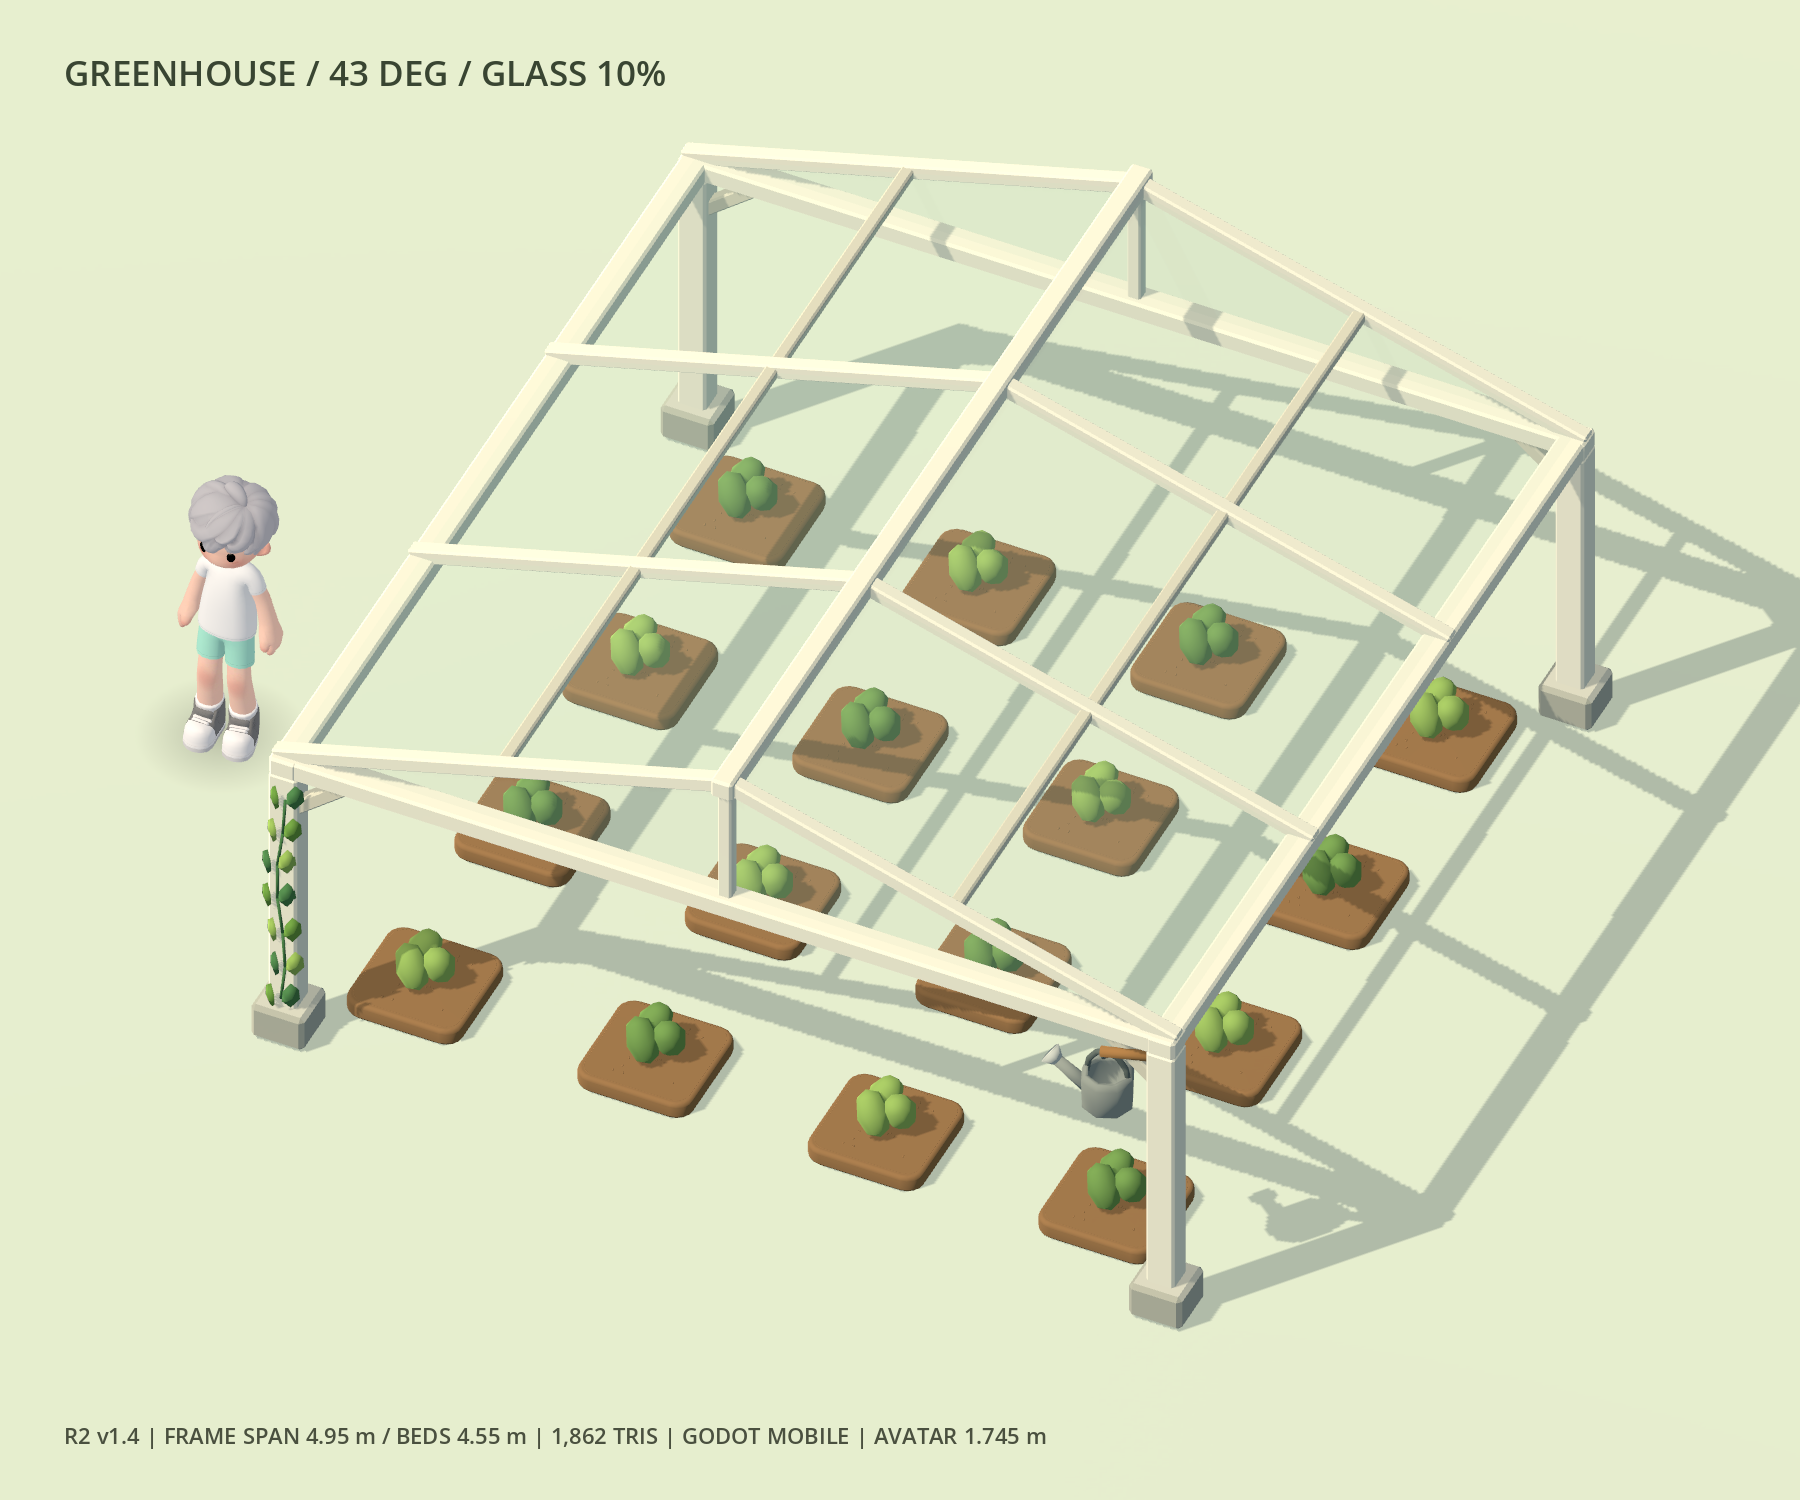 GREENHOUSE / 43 DEG / GLASS 10%
R2 v1.4 | FRAME SPAN 4.95 m / BEDS 4.55 m | 1,862 TRIS | GODOT MOBILE | AVATAR 1.745 m